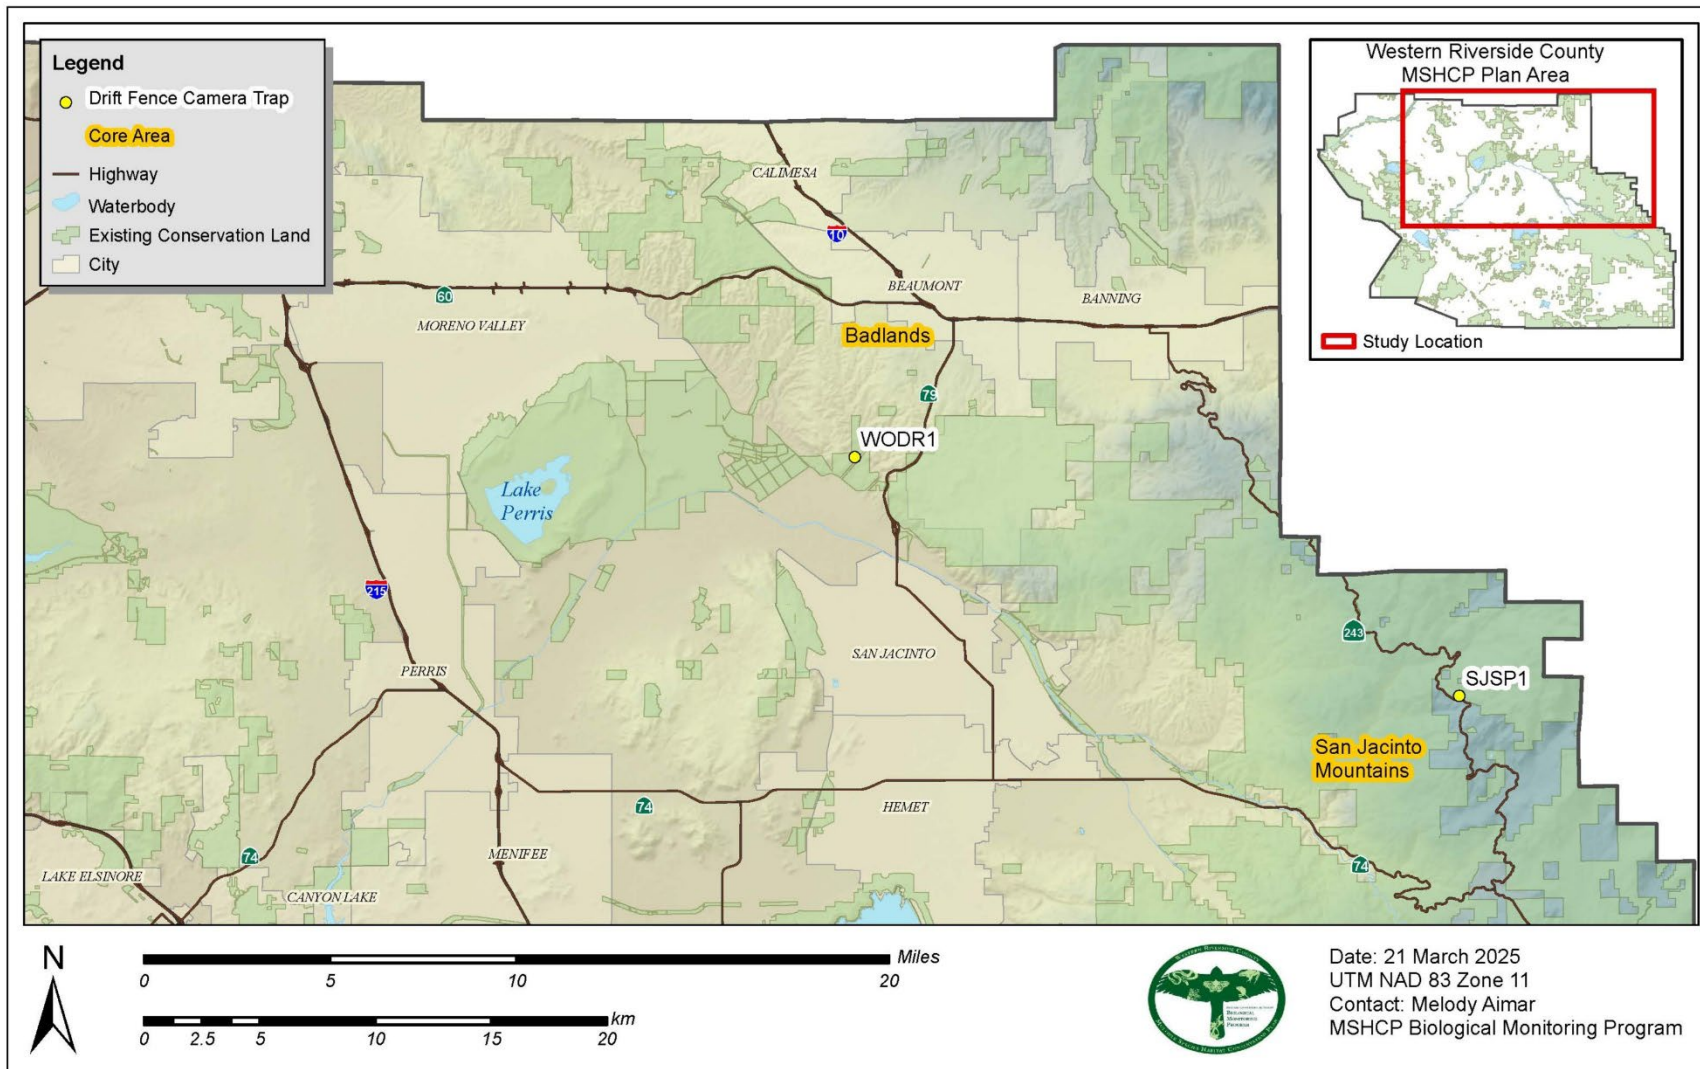 Legend
Drift Fence Camera Trap
Core Area
Highway
Waterbody
Existing Conservation Land
City
Western Riverside County
MSHCP Plan Area
Study Location
CALIMESA
10
BEAUMONT
BANNING
60
MORENO VALLEY
Badlands
79
WODR1
Lake
Perris
215
243
SAN JACINTO
PERRIS
SJSP1
San Jacinto
Mountains
74
HEMET
MENIFEE
74
74
LAKE ELSINORE
CANYON LAKE
N
0 5 10 20 Miles
0 2.5 5 10 15 20 km
BIOLOGICAL
MONITORING
PROGRAM
Date: 21 March 2025
UTM NAD 83 Zone 11
Contact: Melody Aimar
MSHCP Biological Monitoring Program